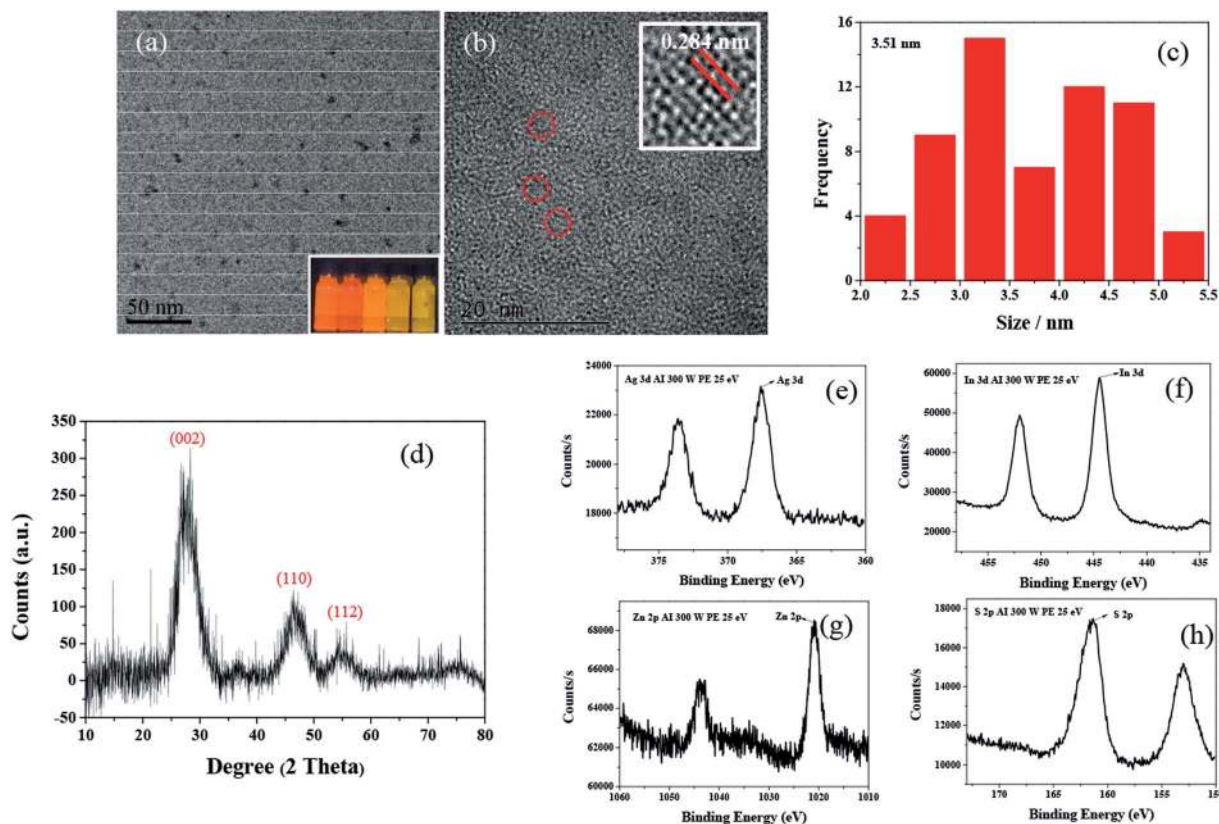 (a)
50 nm
(b)
0.284 nm
20 nm
(c)
3.51 nm
16
12
8
4
0
Frequency
2.0 2.5 3.0 3.5 4.0 4.5 5.0 5.5
Size / nm
(d)
350
300
250
200
150
100
50
0
-50
Counts (a.u.)
(002)
(110)
(112)
10 20 30 40 50 60 70 80
Degree (2 Theta)
(e)
Ag 3d Al 300 W PE 25 eV
Ag 3d
24000
22000
20000
18000
Counts/s
375 370 365 360
Binding Energy (eV)
(f)
In 3d Al 300 W PE 25 eV
In 3d
60000
50000
40000
30000
20000
Counts/s
455 450 445 440 435
Binding Energy (eV)
(g)
Zn 2p Al 300 W PE 25 eV
Zn 2p
68000
66000
64000
62000
60000
Counts/s
1060 1050 1040 1030 1020 1010
Binding Energy (eV)
(h)
S 2p Al 300 W PE 25 eV
S 2p
18000
16000
14000
12000
10000
Counts/s
170 165 160 155 150
Binding Energy (eV)